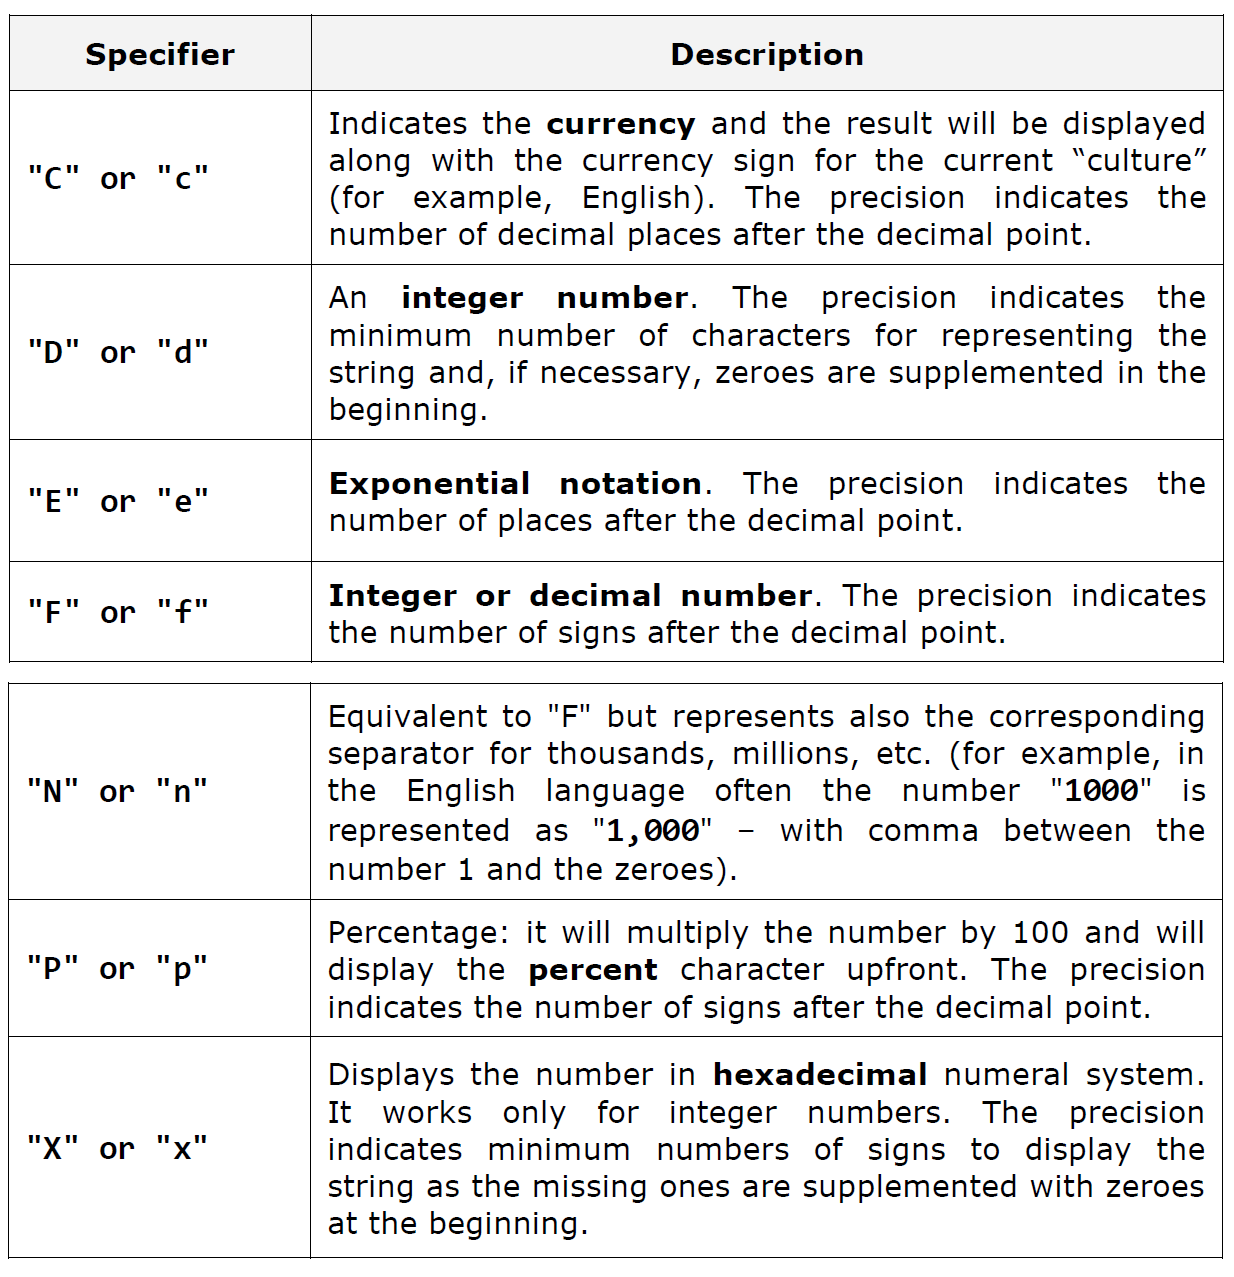 Specifier
Description
"C" or "c"
Indicates the currency and the result will be displayed
along with the currency sign for the current “culture”
(for example, English). The precision indicates the
number of decimal places after the decimal point.
"D" or "d"
An integer number. The precision indicates the
minimum number of characters for representing the
string and, if necessary, zeroes are supplemented in the
beginning.
"E" or "e"
Exponential notation. The precision indicates the
number of places after the decimal point.
"F" or "f"
Integer or decimal number. The precision indicates
the number of signs after the decimal point.
"N" or "n"
Equivalent to "F" but represents also the corresponding
separator for thousands, millions, etc. (for example, in
the English language often the number "1000" is
represented as "1,000" – with comma between the
number 1 and the zeroes).
"P" or "p"
Percentage: it will multiply the number by 100 and will
display the percent character upfront. The precision
indicates the number of signs after the decimal point.
"X" or "x"
Displays the number in hexadecimal numeral system.
It works only for integer numbers. The precision
indicates minimum numbers of signs to display the
string as the missing ones are supplemented with zeroes
at the beginning.